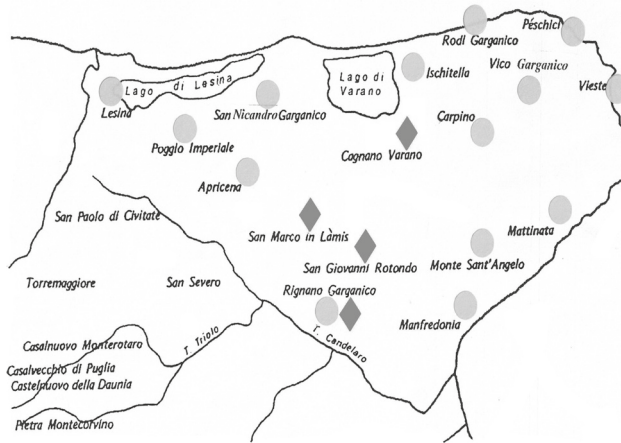 Péschici
Rodi Garganico
Vico Garganico
Ischitella
Vieste
Lago di Lesina
Lago di
Varano
Lesina
San Nicandro Garganico
Carpino
Poggio Imperiale
Cagnano Varano
Apricena
San Paolo di Civitate
San Marco in Làmis
Mattinata
San Giovanni Rotondo
Monte Sant'Angelo
Torremaggiore
San Severo
Rignano Garganico
Manfredonia
T. Triolo
T. Candelaro
Casalnuovo Monterotaro
Casalvecchio di Puglia
Castelnuovo della Daunia
Pietra Montecorvino